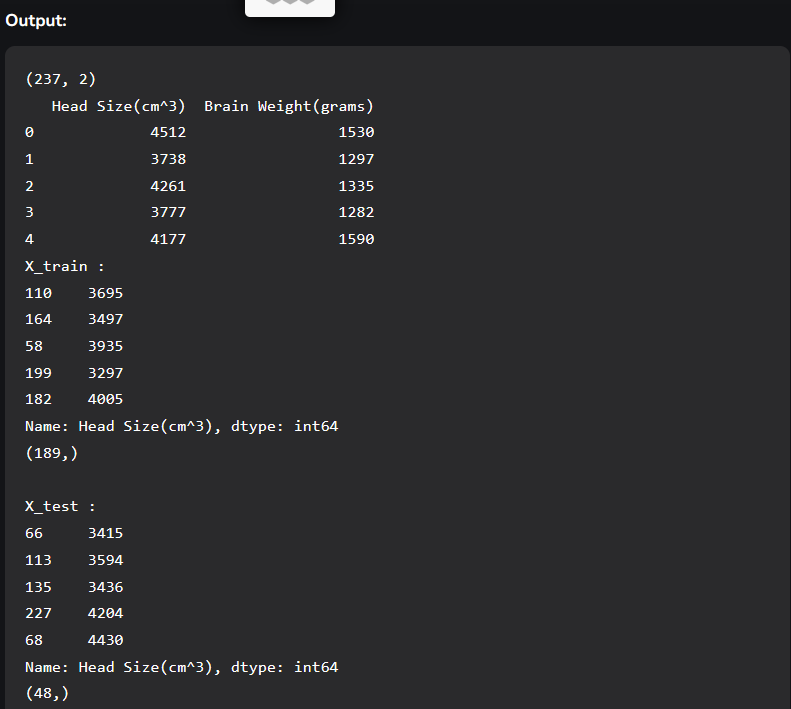 Output:
(237, 2)
   Head Size(cm^3)  Brain Weight(grams)
0             4512                 1530
1             3738                 1297
2             4261                 1335
3             3777                 1282
4             4177                 1590
X_train :
110    3695
164    3497
58     3935
199    3297
182    4005
Name: Head Size(cm^3), dtype: int64
(189,)
X_test :
66     3415
113    3594
135    3436
227    4204
68     4430
Name: Head Size(cm^3), dtype: int64
(48,)